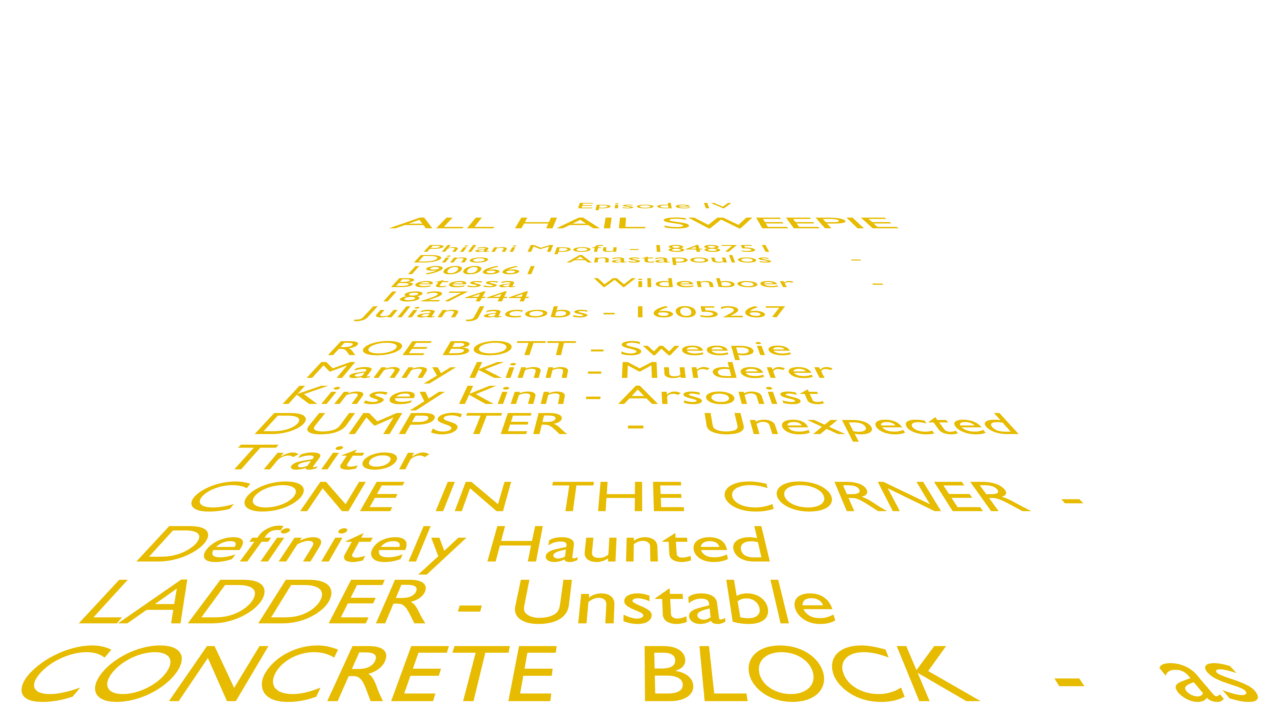 Episode IV
ALL HAIL SWEEPIE
Philani Mpofu - 1848751
Dino Anastapoulos -
1900661
Betessa Wildenboer -
1827444
Julian Jacobs - 1605267
ROE BOTT - Sweepie
Manny Kinn - Murderer
Kinsey Kinn - Arsonist
DUMPSTER - Unexpected
Traitor
CONE IN THE CORNER -
Definitely Haunted
LADDER - Unstable
CONCRETE BLOCK - as